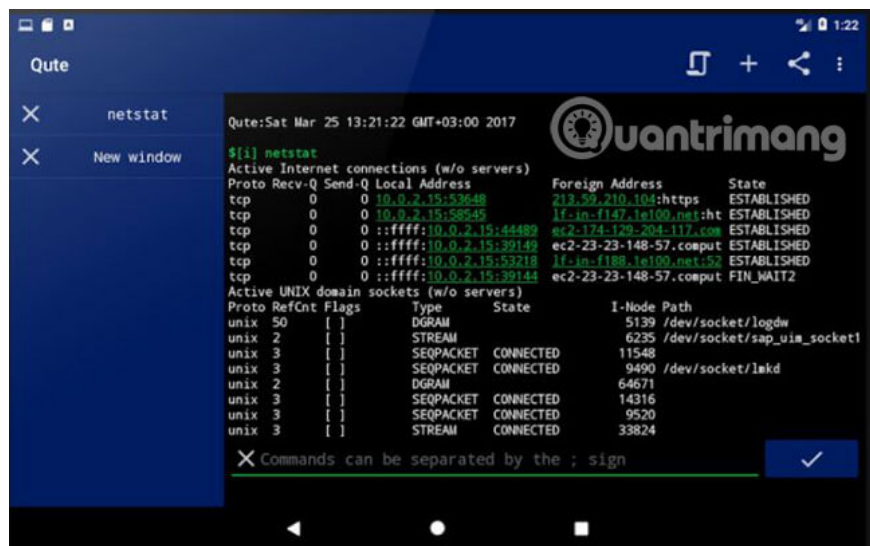 1:22
Qute
netstat
New window
Quantrimang
Qute:Sat Mar 25 13:21:22 GMT+03:00 2017
$[i] netstat
Active Internet connections (w/o servers)
Proto Recv-Q Send-Q Local Address Foreign Address State
tcp 0 0 10.0.2.15:53648 213.59.210.104:https ESTABLISHED
tcp 0 0 10.0.2.15:58545 lf-in-f147.1e100.net:ht ESTABLISHED
tcp 0 0 ::ffff:10.0.2.15:44489 ec2-174-129-204-117.com ESTABLISHED
tcp 0 0 ::ffff:10.0.2.15:39149 ec2-23-23-148-57.comput ESTABLISHED
tcp 0 0 ::ffff:10.0.2.15:53218 lf-in-f188.1e100.net:52 ESTABLISHED
tcp 0 0 ::ffff:10.0.2.15:39144 ec2-23-23-148-57.comput FIN_WAIT2
Active UNIX domain sockets (w/o servers)
Proto RefCnt Flags Type State I-Node Path
unix 50 [ ] DGRAM 5139 /dev/socket/logdw
unix 2 [ ] STREAM 6235 /dev/socket/sap_uim_socket1
unix 3 [ ] SEQPACKET CONNECTED 11548
unix 3 [ ] SEQPACKET CONNECTED 9490 /dev/socket/lmkd
unix 2 [ ] DGRAM 64671
unix 3 [ ] SEQPACKET CONNECTED 14316
unix 3 [ ] SEQPACKET CONNECTED 9520
unix 3 [ ] STREAM CONNECTED 33824
Commands can be separated by the ; sign